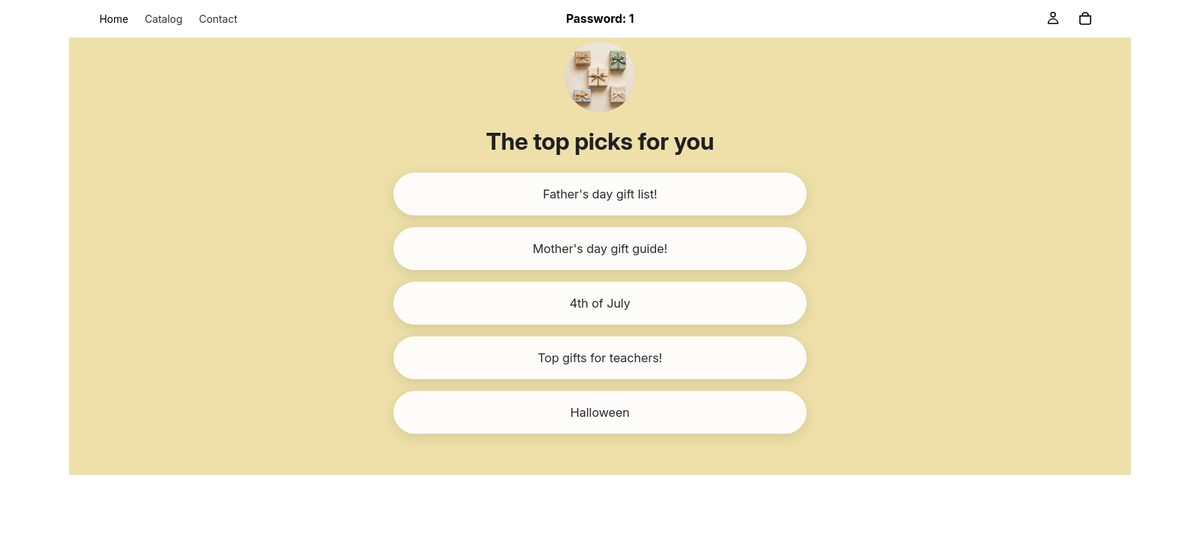 Home Catalog Contact Password: 1
The top picks for you
Father's day gift list!
Mother's day gift guide!
4th of July
Top gifts for teachers!
Halloween